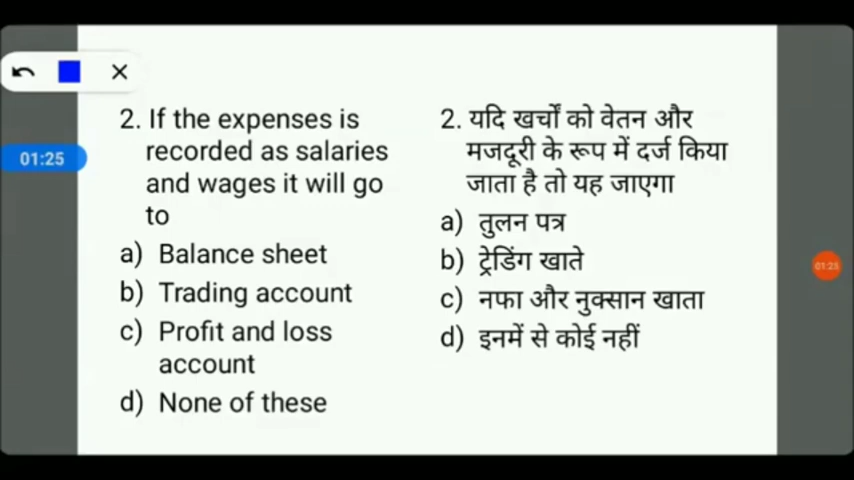 2. If the expenses is
recorded as salaries
and wages it will go
to
a) Balance sheet
b) Trading account
c) Profit and loss
account
d) None of these
2. यदि खर्चों को वेतन और
मजदूरी के रूप में दर्ज किया
जाता है तो यह जाएगा
a) तुलन पत्र
b) ट्रेडिंग खाते
c) नफा और नुक्सान खाता
d) इनमें से कोई नहीं
01:25
01:25